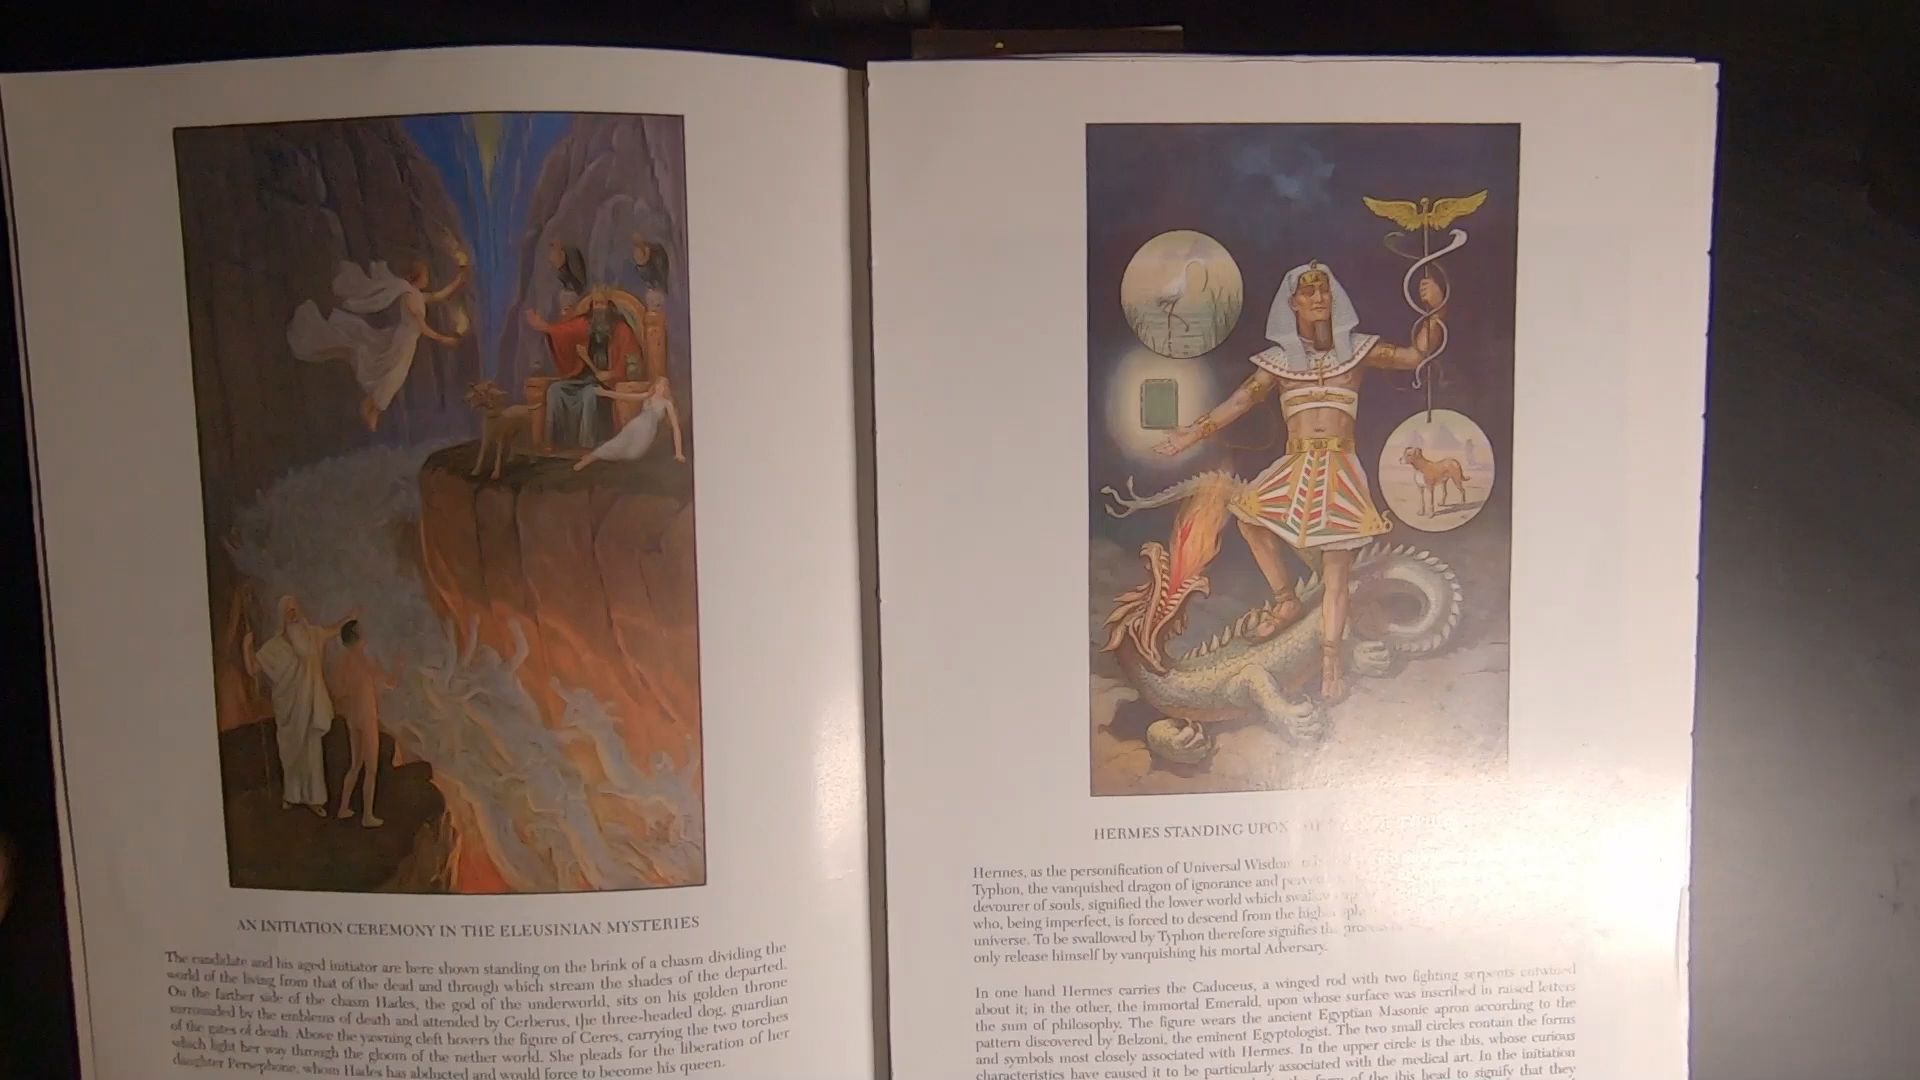 AN INITIATION CEREMONY IN THE ELEUSINIAN MYSTERIES
The candidate and his aged initiator are here shown standing on the brink of a chasm dividing the
world of the living from that of the dead and through which stream the shades of the departed.
On the farther side of the chasm Hades, the god of the underworld, sits on his golden throne
surrounded by the emblems of death and attended by Cerberus, the three-headed dog, guardian
of the gates of death. Above the yawning cleft hovers the figure of Ceres, carrying the two torches
which light her way through the gloom of the nether world. She pleads for the liberation of her
daughter Persephone, whom Hades has abducted and would force to become his queen.
HERMES STANDING UPON
Hermes, as the personification of Universal Wisdom
Typhon, the vanquished dragon of ignorance and
devourer of souls, signified the lower world which
who, being imperfect, is forced to descend from the
universe. To be swallowed by Typhon therefore signifies the
only release himself by vanquishing his mortal Adversary.
In one hand Hermes carries the Caduceus, a winged rod with two fighting serpents entwined
about it; in the other, the immortal Emerald, upon whose surface was inscribed in raised letters
the sum of philosophy. The figure wears the ancient Egyptian Masonic apron according to the
pattern discovered by Belzoni, the eminent Egyptologist. The two small circles contain the forms
and symbols most closely associated with Hermes. In the upper circle is the ibis, whose curious
characteristics have caused it to be particularly associated with the medical art. In the initiation
of the ibis head to signify that they